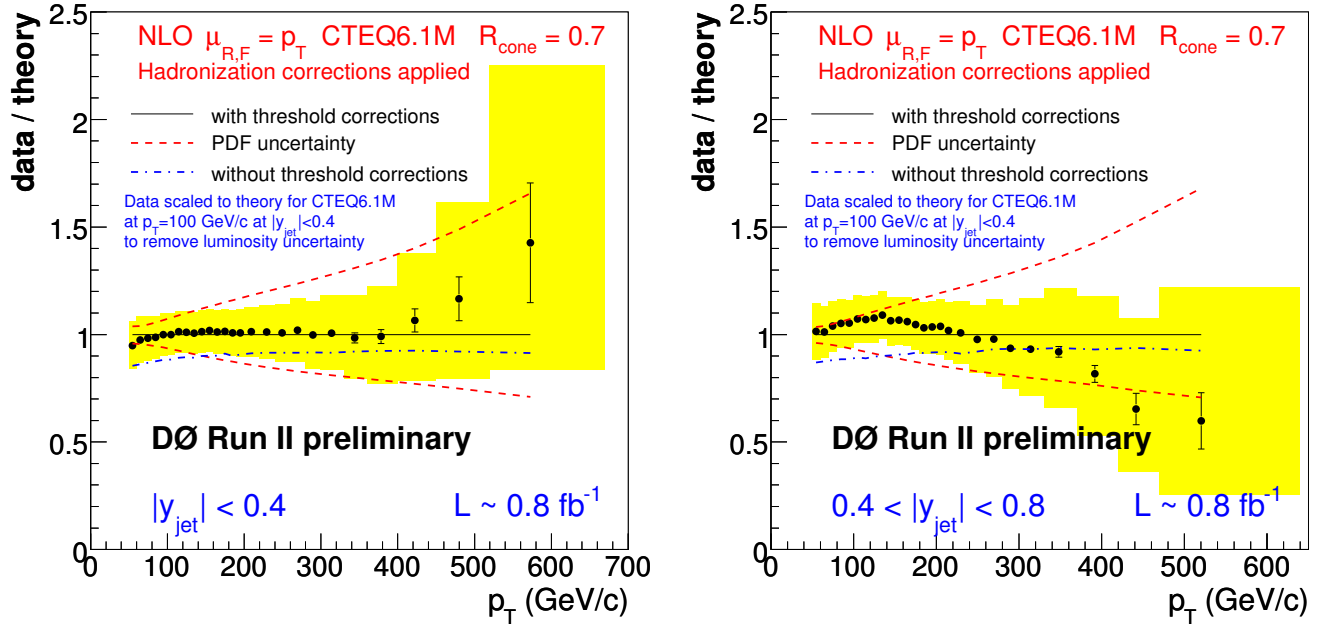 data / theory
2.5
2
1.5
1
0.5
0
NLO μR,F = pT CTEQ6.1M Rcone = 0.7
Hadronization corrections applied
with threshold corrections
PDF uncertainty
without threshold corrections
Data scaled to theory for CTEQ6.1M
at pT=100 GeV/c at |yjet|<0.4
to remove luminosity uncertainty
DØ Run II preliminary
|yjet| < 0.4 L ~ 0.8 fb-1
0 100 200 300 400 500 600 700
pT (GeV/c)
data / theory
2.5
2
1.5
1
0.5
0
NLO μR,F = pT CTEQ6.1M Rcone = 0.7
Hadronization corrections applied
with threshold corrections
PDF uncertainty
without threshold corrections
Data scaled to theory for CTEQ6.1M
at pT=100 GeV/c at |yjet|<0.4
to remove luminosity uncertainty
DØ Run II preliminary
0.4 < |yjet| < 0.8 L ~ 0.8 fb-1
0 100 200 300 400 500 600
pT (GeV/c)